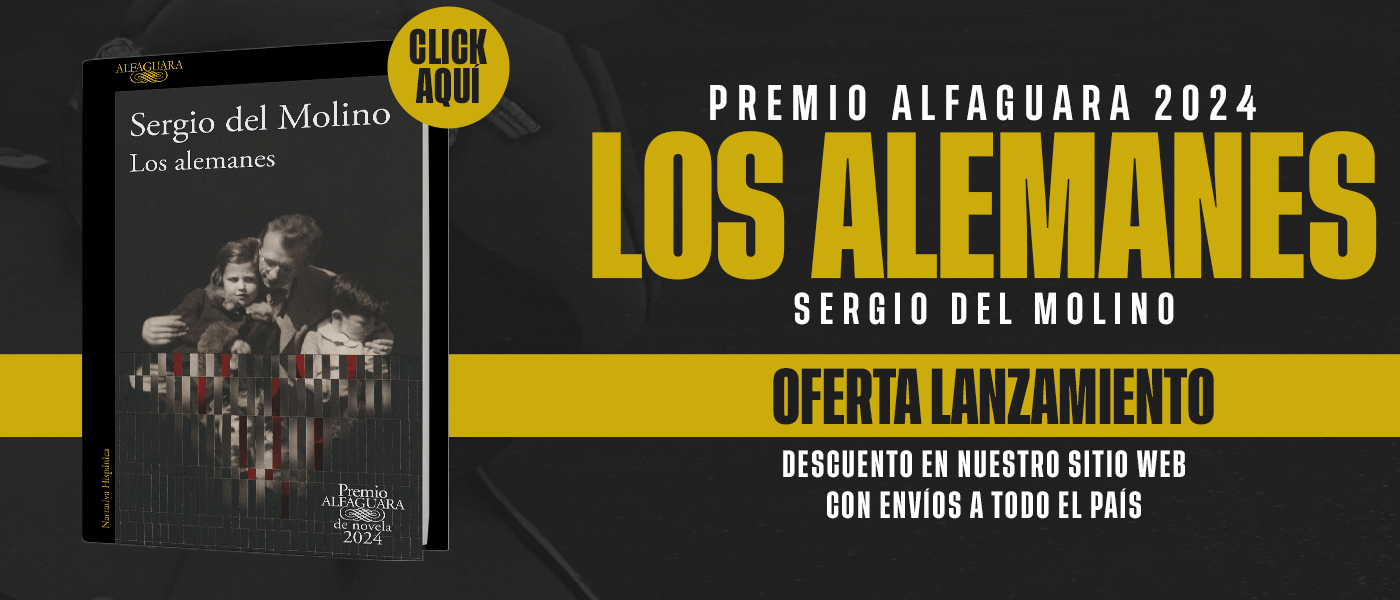 ALFAGUARA
Sergio del Molino
Los alemanes
Narrativa Hispánica
Premio
ALFAGUARA
de novela
2024
CLICK
AQUÍ
PREMIO ALFAGUARA 2024
LOS ALEMANES
SERGIO DEL MOLINO
OFERTA LANZAMIENTO
DESCUENTO EN NUESTRO SITIO WEB
CON ENVÍOS A TODO EL PAÍS